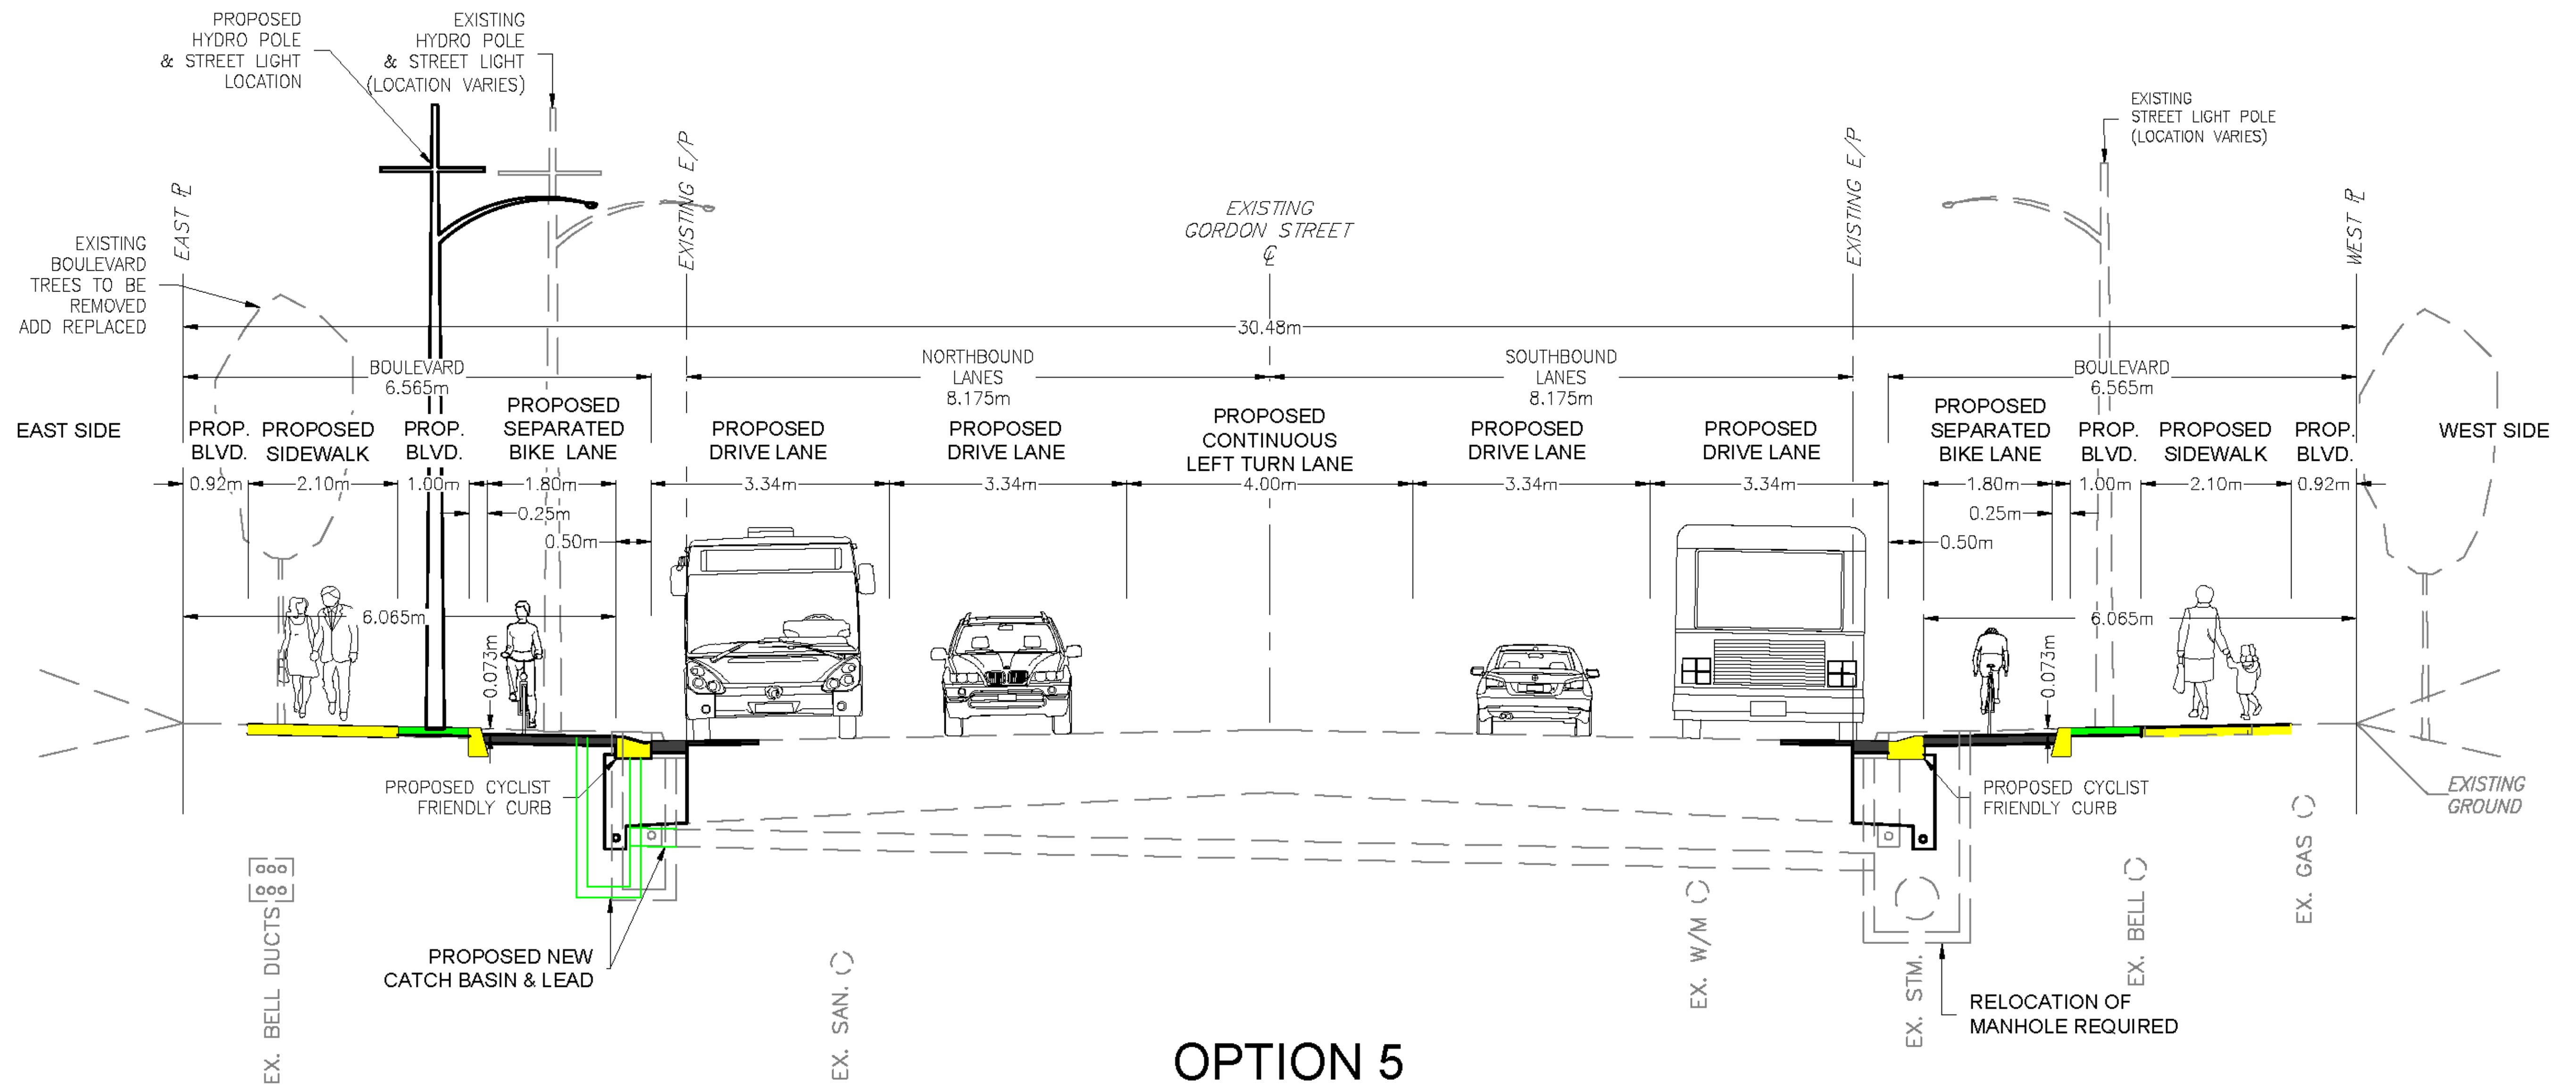 PROPOSED
HYDRO POLE
& STREET LIGHT
LOCATION
EXISTING
HYDRO POLE
& STREET LIGHT
(LOCATION VARIES)
EXISTING
STREET LIGHT POLE
(LOCATION VARIES)
EAST ℄
EXISTING E/P
EXISTING
GORDON STREET
℄
EXISTING E/P
WEST ℄
EXISTING
BOULEVARD
TREES TO BE
REMOVED
ADD REPLACED
30.48m
BOULEVARD
6.565m
NORTHBOUND
LANES
8.175m
SOUTHBOUND
LANES
8.175m
BOULEVARD
6.565m
EAST SIDE
PROP.
BLVD.
PROPOSED
SIDEWALK
PROP.
BLVD.
PROPOSED
SEPARATED
BIKE LANE
PROPOSED
DRIVE LANE
PROPOSED
DRIVE LANE
PROPOSED
CONTINUOUS
LEFT TURN LANE
PROPOSED
DRIVE LANE
PROPOSED
DRIVE LANE
PROPOSED
SEPARATED
BIKE LANE
PROP.
BLVD.
PROPOSED
SIDEWALK
PROP.
BLVD.
WEST SIDE
0.92m 2.10m 1.00m 1.80m 3.34m 3.34m 4.00m 3.34m 3.34m 1.80m 1.00m 2.10m 0.92m
0.25m
0.25m
0.50m
0.50m
6.065m
6.065m
0.073m
0.073m
PROPOSED CYCLIST
FRIENDLY CURB
PROPOSED CYCLIST
FRIENDLY CURB
EXISTING
GROUND
EX. BELL DUCTS
PROPOSED NEW
CATCH BASIN & LEAD
EX. SAN.
EX. W/M
EX. STM.
EX. BELL
EX. GAS
RELOCATION OF
MANHOLE REQUIRED
OPTION 5